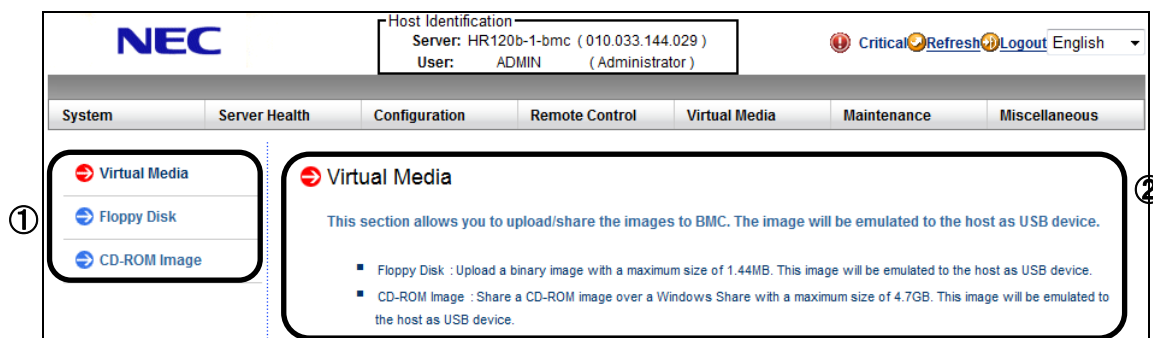 NEC
Host Identification
Server: HR120b-1-bmc ( 010.033.144.029 )
User: ADMIN ( Administrator )
Critical Refresh Logout English
System Server Health Configuration Remote Control Virtual Media Maintenance Miscellaneous
Virtual Media
Floppy Disk
CD-ROM Image
①
Virtual Media
This section allows you to upload/share the images to BMC. The image will be emulated to the host as USB device.
Floppy Disk : Upload a binary image with a maximum size of 1.44MB. This image will be emulated to the host as USB device.
CD-ROM Image : Share a CD-ROM image over a Windows Share with a maximum size of 4.7GB. This image will be emulated to
the host as USB device.
②